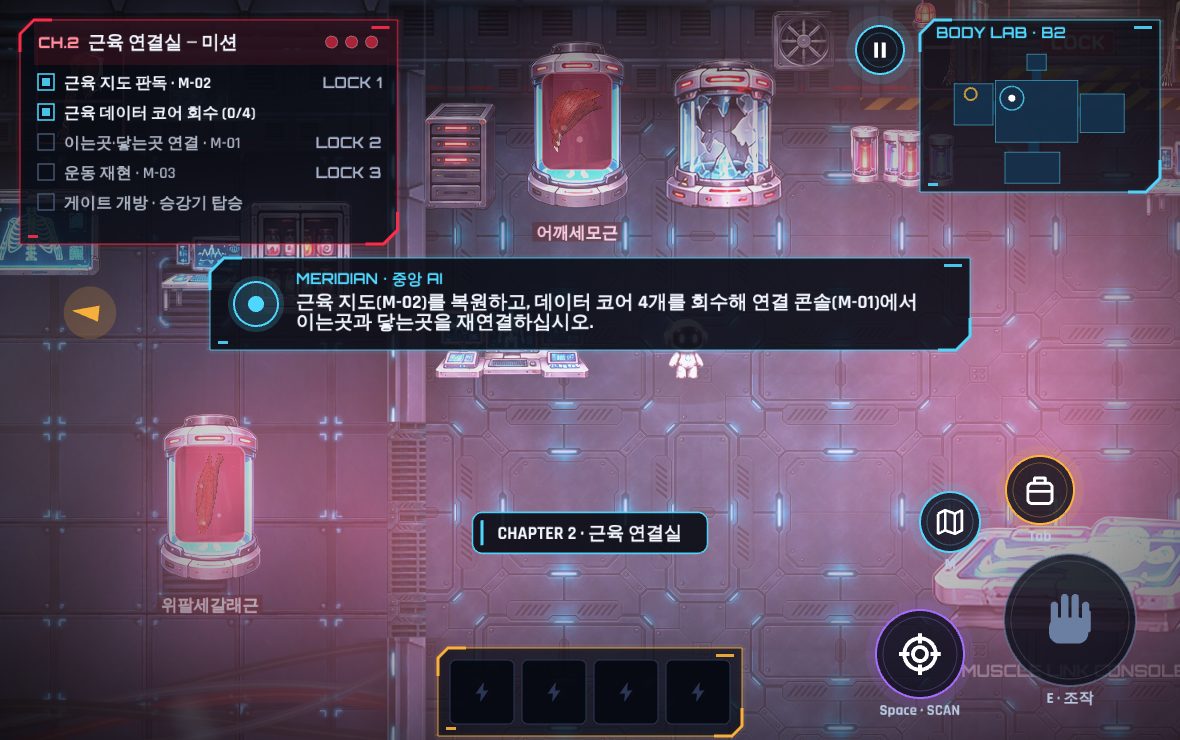 CH.2 근육 연결실 – 미션
근육 지도 판독 · M-02 LOCK 1
근육 데이터 코어 회수 (0/4)
이는곳·닿는곳 연결 · M-01 LOCK 2
운동 재현 · M-03 LOCK 3
게이트 개방 · 승강기 탑승
BODY LAB · B2
LOCK
어깨세모근
MERIDIAN · 중앙 AI
근육 지도(M-02)를 복원하고, 데이터 코어 4개를 회수해 연결 콘솔(M-01)에서
이는곳과 닿는곳을 재연결하십시오.
CHAPTER 2 · 근육 연결실
위팔세갈래근
Tab
M
MUSCLE LINK CONSOLE
E · 조작
Space · SCAN